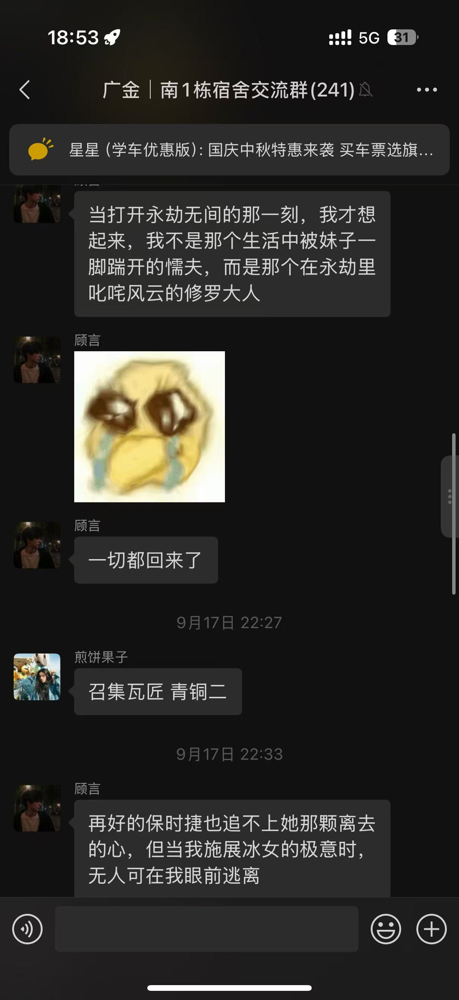 18:53
5G
31
广金｜南1栋宿舍交流群(241)
星星（学车优惠版）: 国庆中秋特惠来袭 买车票选旗...
当打开永劫无间的那一刻，我才想
起来，我不是那个生活中被妹子一
脚踹开的懦夫，而是那个在永劫里
叱咤风云的修罗大人
顾言
顾言
一切都回来了
9月17日 22:27
煎饼果子
召集瓦匠 青铜二
9月17日 22:33
顾言
再好的保时捷也追不上她那颗离去
的心，但当我施展冰女的极意时，
无人可在我眼前逃离